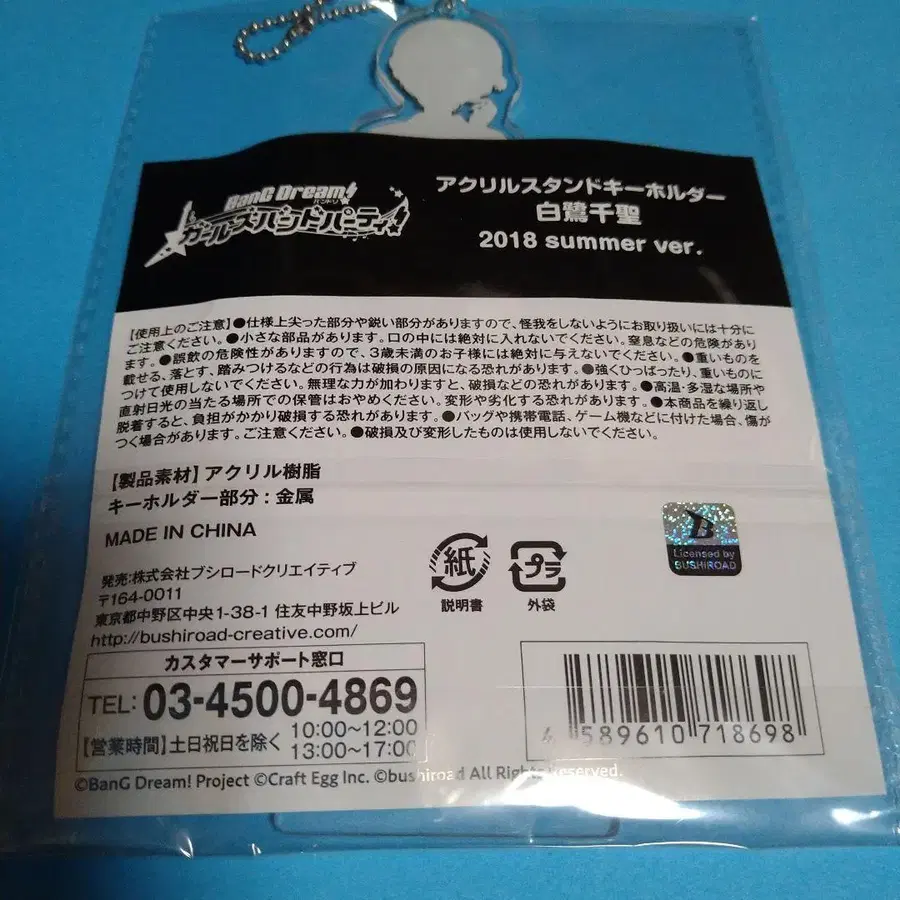 BanG Dream!
バンドリ
ガールズバンドパーティ!
アクリルスタンドキーホルダー
白鷺千聖
2018 summer ver.
【使用上のご注意】●仕様上尖った部分や鋭い部分がありますので、怪我をしないようにお取り扱いには十分に
ご注意ください。●小さな部品があります。口の中には絶対に入れないでください。窒息などの危険があり
ます。●誤飲の危険性がありますので、3歳未満のお子様には絶対に与えないでください。●重いものを
載せる、落とす、踏みつけるなどの行為は破損の原因になる恐れがあります。●強くひっぱったり、重いものに
つけて使用しないでください。無理な力が加わりますと、破損などの恐れがあります。●高温・多湿な場所や
直射日光の当たる場所での保管はおやめください。変形や劣化する恐れがあります。●本商品を繰り返し
脱着すると、負担がかかり破損する恐れがあります。●バッグや携帯電話、ゲーム機などに付けた場合、傷が
つく場合があります。ご注意ください。●破損及び変形したものは使用しないでください。
【製品素材】アクリル樹脂
キーホルダー部分：金属
MADE IN CHINA
発売：株式会社ブシロードクリエイティブ
〒164-0011
東京都中野区中央1-38-1 住友中野坂上ビル
http://bushiroad-creative.com/
紙
説明書
プラ
外袋
B
Licensed by
BUSHIROAD
カスタマーサポート窓口
TEL: 03-4500-4869
【営業時間】土日祝日を除く 10:00～12:00
13:00～17:00
4 589610 718698
©BanG Dream! Project ©Craft Egg Inc. ©bushiroad All Rights Reserved.